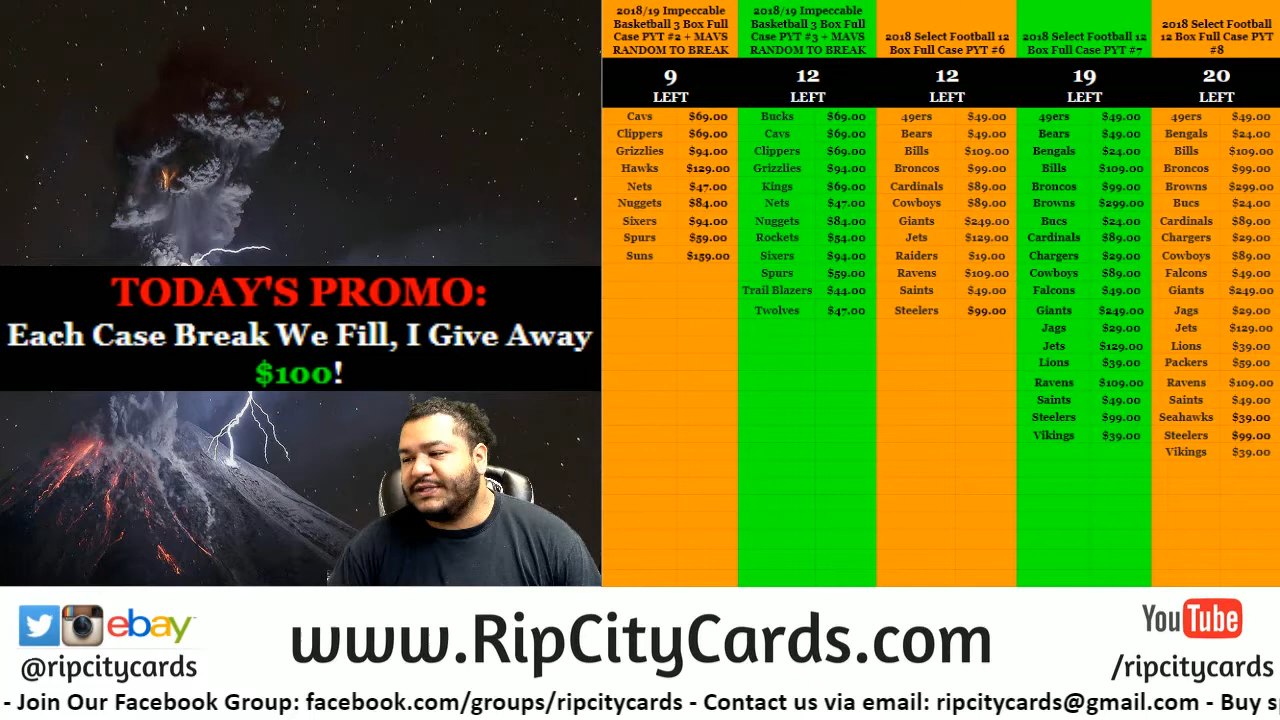 TODAY'S PROMO:
Each Case Break We Fill, I Give Away
$100!
2018/19 Impeccable
Basketball 3 Box Full
Case PYT #2 + MAVS
RANDOM TO BREAK
9
LEFT
Cavs $69.00
Clippers $69.00
Grizzlies $94.00
Hawks $129.00
Nets $47.00
Nuggets $84.00
Sixers $94.00
Spurs $59.00
Suns $159.00
2018/19 Impeccable
Basketball 3 Box Full
Case PYT #3 + MAVS
RANDOM TO BREAK
12
LEFT
Bucks $69.00
Cavs $69.00
Clippers $69.00
Grizzlies $94.00
Kings $69.00
Nets $47.00
Nuggets $84.00
Rockets $54.00
Sixers $94.00
Spurs $59.00
Trail Blazers $44.00
Twolves $47.00
2018 Select Football 12
Box Full Case PYT #6
12
LEFT
49ers $49.00
Bears $49.00
Bills $109.00
Broncos $99.00
Cardinals $89.00
Cowboys $89.00
Giants $249.00
Jets $129.00
Raiders $19.00
Ravens $109.00
Saints $49.00
Steelers $99.00
2018 Select Football 12
Box Full Case PYT #7
19
LEFT
49ers $49.00
Bears $49.00
Bengals $24.00
Bills $109.00
Broncos $99.00
Browns $299.00
Bucs $24.00
Cardinals $89.00
Chargers $29.00
Cowboys $89.00
Falcons $49.00
Giants $249.00
Jags $29.00
Jets $129.00
Lions $39.00
Ravens $109.00
Saints $49.00
Steelers $99.00
Vikings $39.00
2018 Select Football
12 Box Full Case PYT
#8
20
LEFT
49ers $49.00
Bengals $24.00
Bills $109.00
Broncos $99.00
Browns $299.00
Bucs $24.00
Cardinals $89.00
Chargers $29.00
Cowboys $89.00
Falcons $49.00
Giants $249.00
Jags $29.00
Jets $129.00
Lions $39.00
Packers $59.00
Ravens $109.00
Saints $49.00
Seahawks $39.00
Steelers $99.00
Vikings $39.00
ebay
@ripcitycards
www.RipCityCards.com
YouTube
/ripcitycards
- Join Our Facebook Group: facebook.com/groups/ripcitycards - Contact us via email: ripcitycards@gmail.com - Buy sp